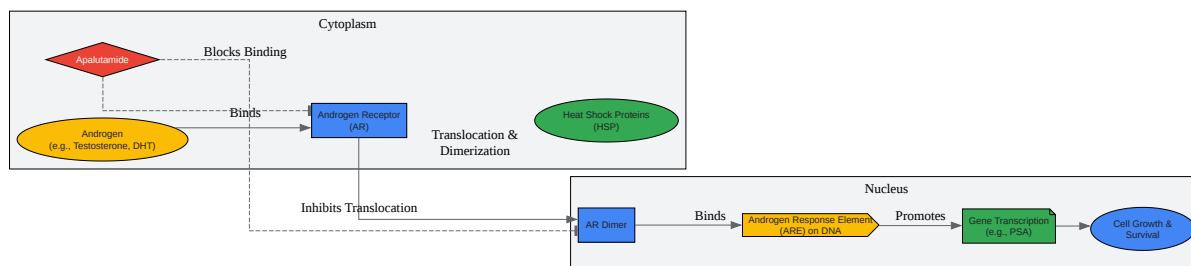 Cytoplasm
Apalutamide
Blocks Binding
Binds
Androgen
(e.g., Testosterone, DHT)
Androgen Receptor
(AR)
Heat Shock Proteins
(HSP)
Translocation &
Dimerization
Inhibits Translocation
Nucleus
AR Dimer
Binds
Androgen Response Element
(ARE) on DNA
Promotes
Gene Transcription
(e.g., PSA)
Cell Growth &
Survival